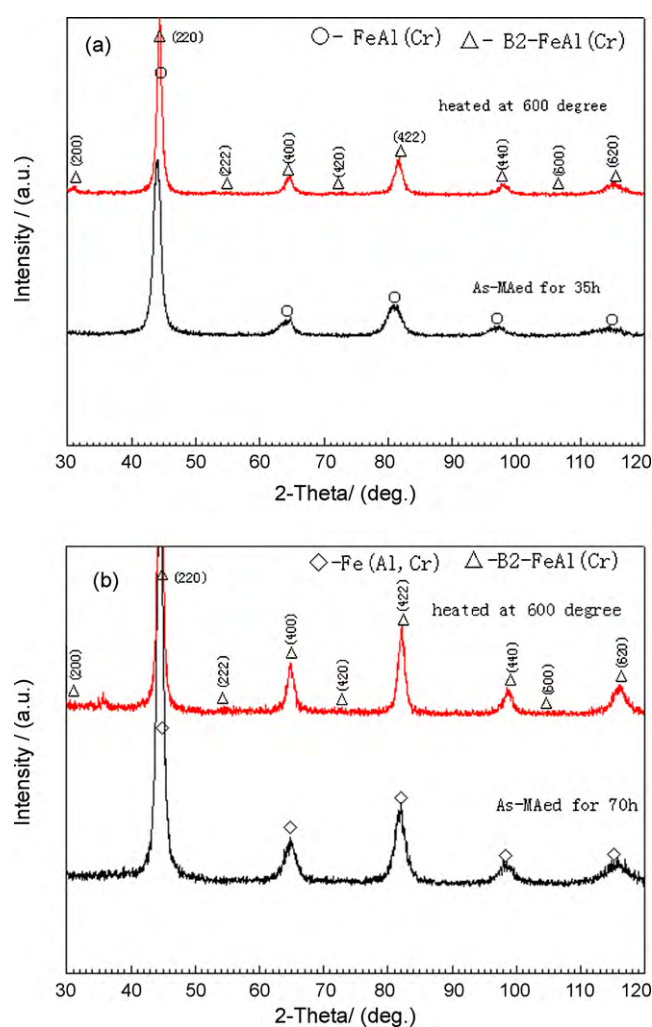 (a)
○- FeAl(Cr) △- B2-FeAl(Cr)
(220)
heated at 600 degree
(200)
(222)
(400)
(420)
(422)
(440)
(600)
(620)
As-MAed for 35h
Intensity / (a.u.)
30 40 50 60 70 80 90 100 110 120
2-Theta/ (deg.)
(b)
◇-Fe(Al,Cr) △-B2-FeAl(Cr)
(220)
heated at 600 degree
(200)
(222)
(400)
(420)
(422)
(440)
(600)
(620)
As-MAed for 70h
Intensity / (a.u.)
30 40 50 60 70 80 90 100 110 120
2-Theta/ (deg.)